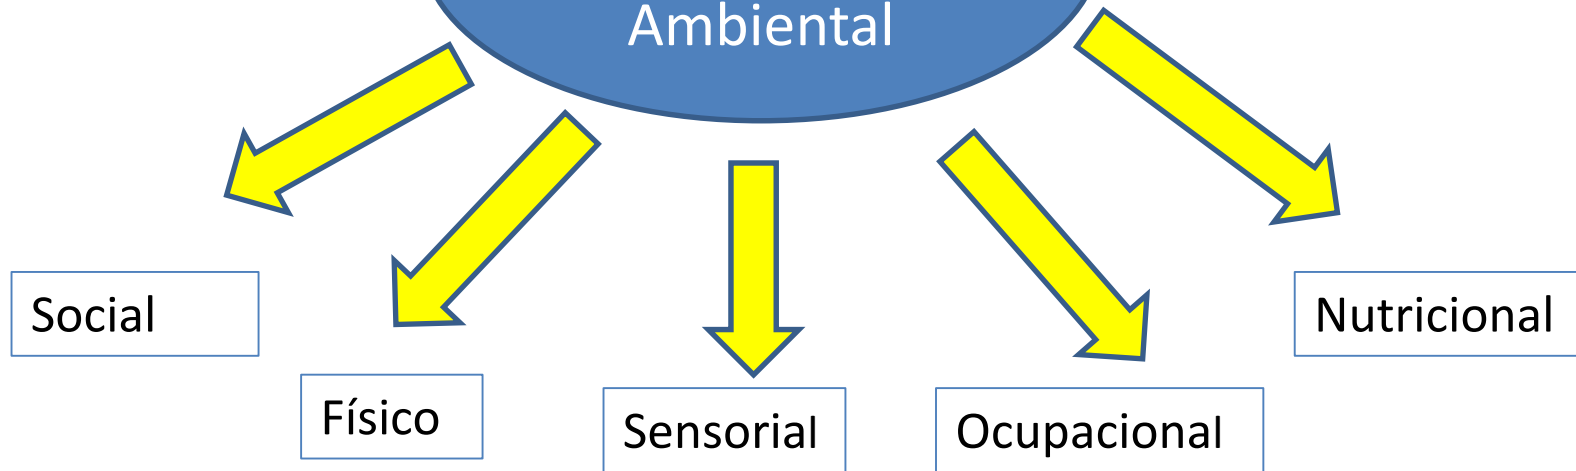 Ambiental
Social
Físico
Sensorial
Ocupacional
Nutricional